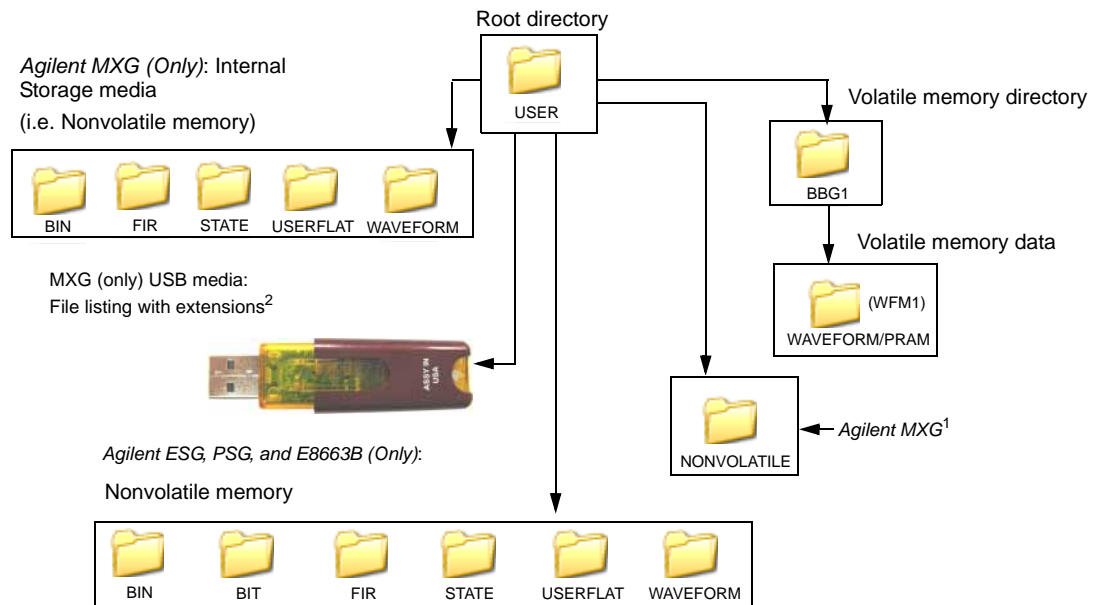 Root directory
USER
Agilent MXG (Only): Internal
Storage media
(i.e. Nonvolatile memory)
BIN FIR STATE USERFLAT WAVEFORM
Volatile memory directory
BBG1
Volatile memory data
(WFM1)
WAVEFORM/PRAM
MXG (only) USB media:
File listing with extensions2
ASSY IN
USA
NONVOLATILE
Agilent MXG1
Agilent ESG, PSG, and E8663B (Only):
Nonvolatile memory
BIN BIT FIR STATE USERFLAT WAVEFORM